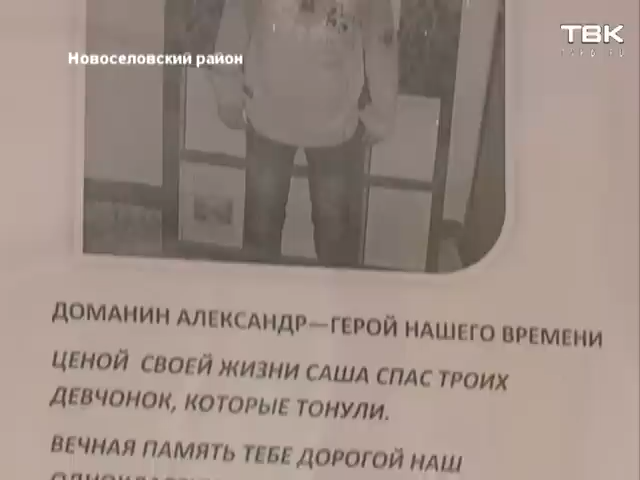 ТВК
Новоселовский район
ДОМАНИН АЛЕКСАНДР—ГЕРОЙ НАШЕГО ВРЕМЕНИ
ЦЕНОЙ СВОЕЙ ЖИЗНИ САША СПАС ТРОИХ
ДЕВЧОНОК, КОТОРЫЕ ТОНУЛИ.
ВЕЧНАЯ ПАМЯТЬ ТЕБЕ ДОРОГОЙ НАШ